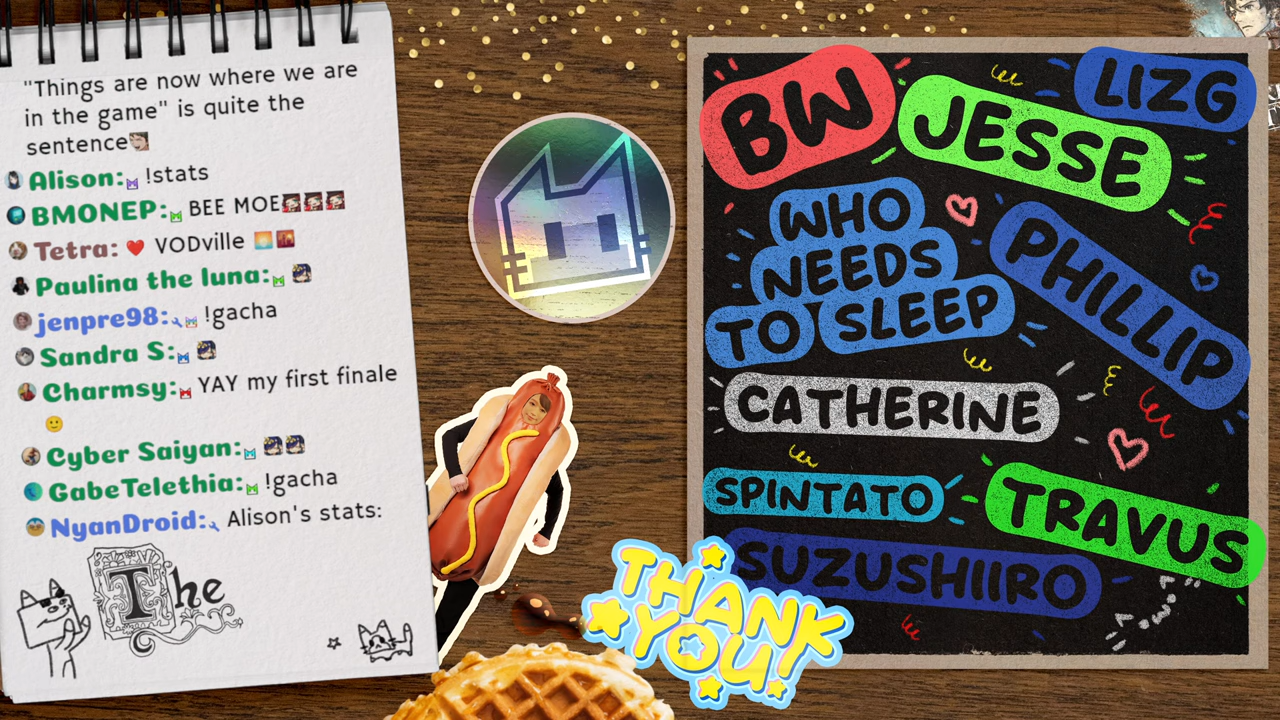 "Things are now where we are
in the game" is quite the
sentence
Alison: !stats
BMONEP: BEE MOE
Tetra: VODville
Paulina the luna:
jenpre98: !gacha
Sandra S:
Charmsy: YAY my first finale
Cyber Saiyan:
GabeTelethia: !gacha
NyanDroid: Alison's stats:
The
THANK
YOU!
BW
JESSE
LIZG
WHO
NEEDS
TO SLEEP
PHILLIP
CATHERINE
SPINTATO
TRAVUS
SUZUSHIIRO